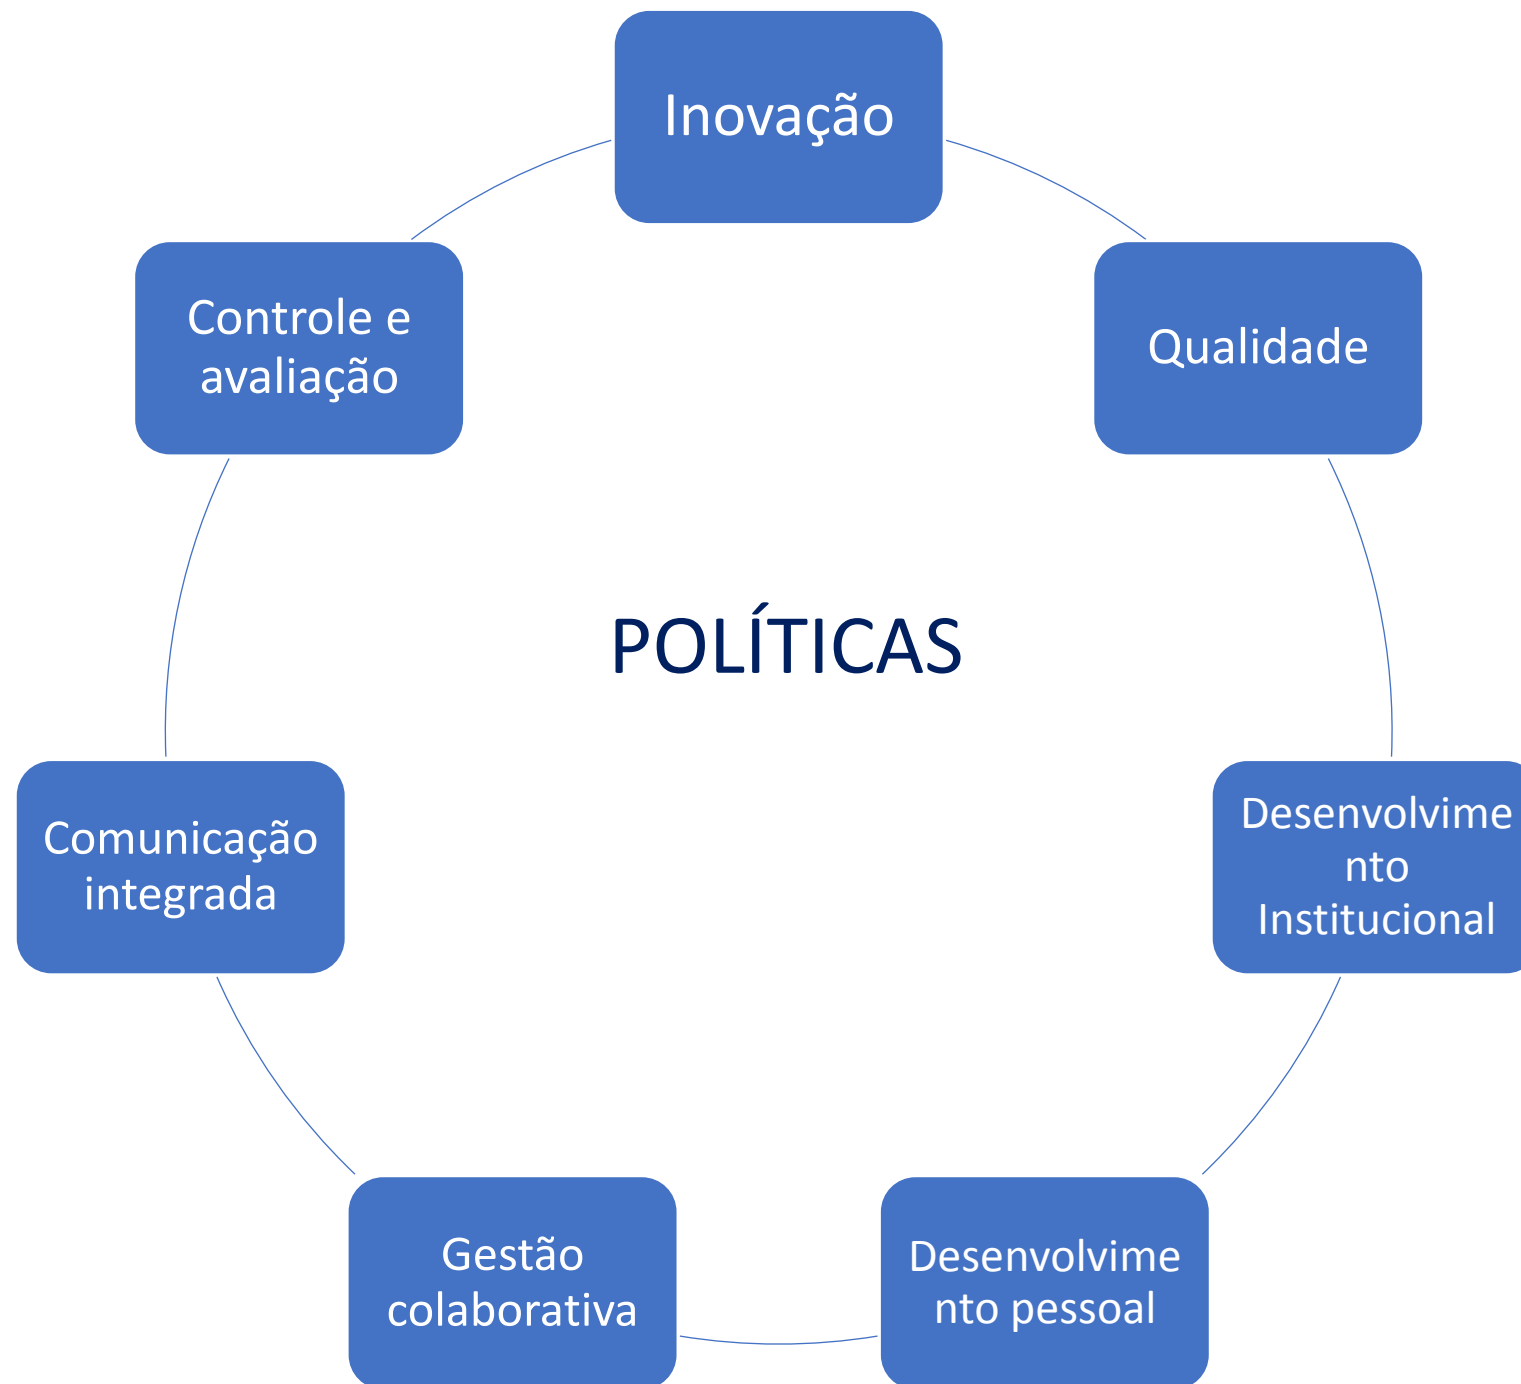 Inovação
Controle e
avaliação
Qualidade
POLÍTICAS
Comunicação
integrada
Desenvolvime
nto
Institucional
Gestão
colaborativa
Desenvolvime
nto pessoal